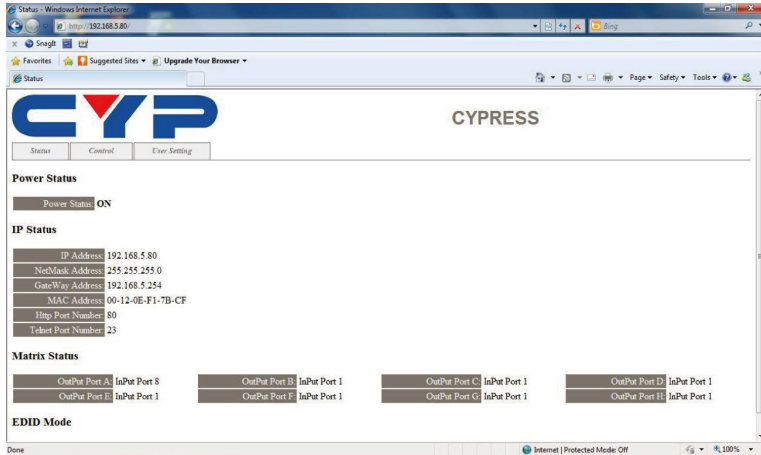 Status - Windows Internet Explorer
http://192.168.5.80/
Bing
x SnagIt
Favorites Suggested Sites Upgrade Your Browser
Status
Page Safety Tools
CYP
CYPRESS
Status Control User Setting
Power Status
Power Status: ON
IP Status
IP Address: 192.168.5.80
NetMask Address: 255.255.255.0
GateWay Address: 192.168.5.254
MAC Address: 00-12-0E-F1-7B-CF
Http Port Number: 80
Telnet Port Number: 23
Matrix Status
OutPut Port A: InPut Port 8 OutPut Port B: InPut Port 1 OutPut Port C: InPut Port 1 OutPut Port D: InPut Port 1
OutPut Port E: InPut Port 1 OutPut Port F: InPut Port 1 OutPut Port G: InPut Port 1 OutPut Port H: InPut Port 1
EDID Mode
Done Internet | Protected Mode: Off 100%